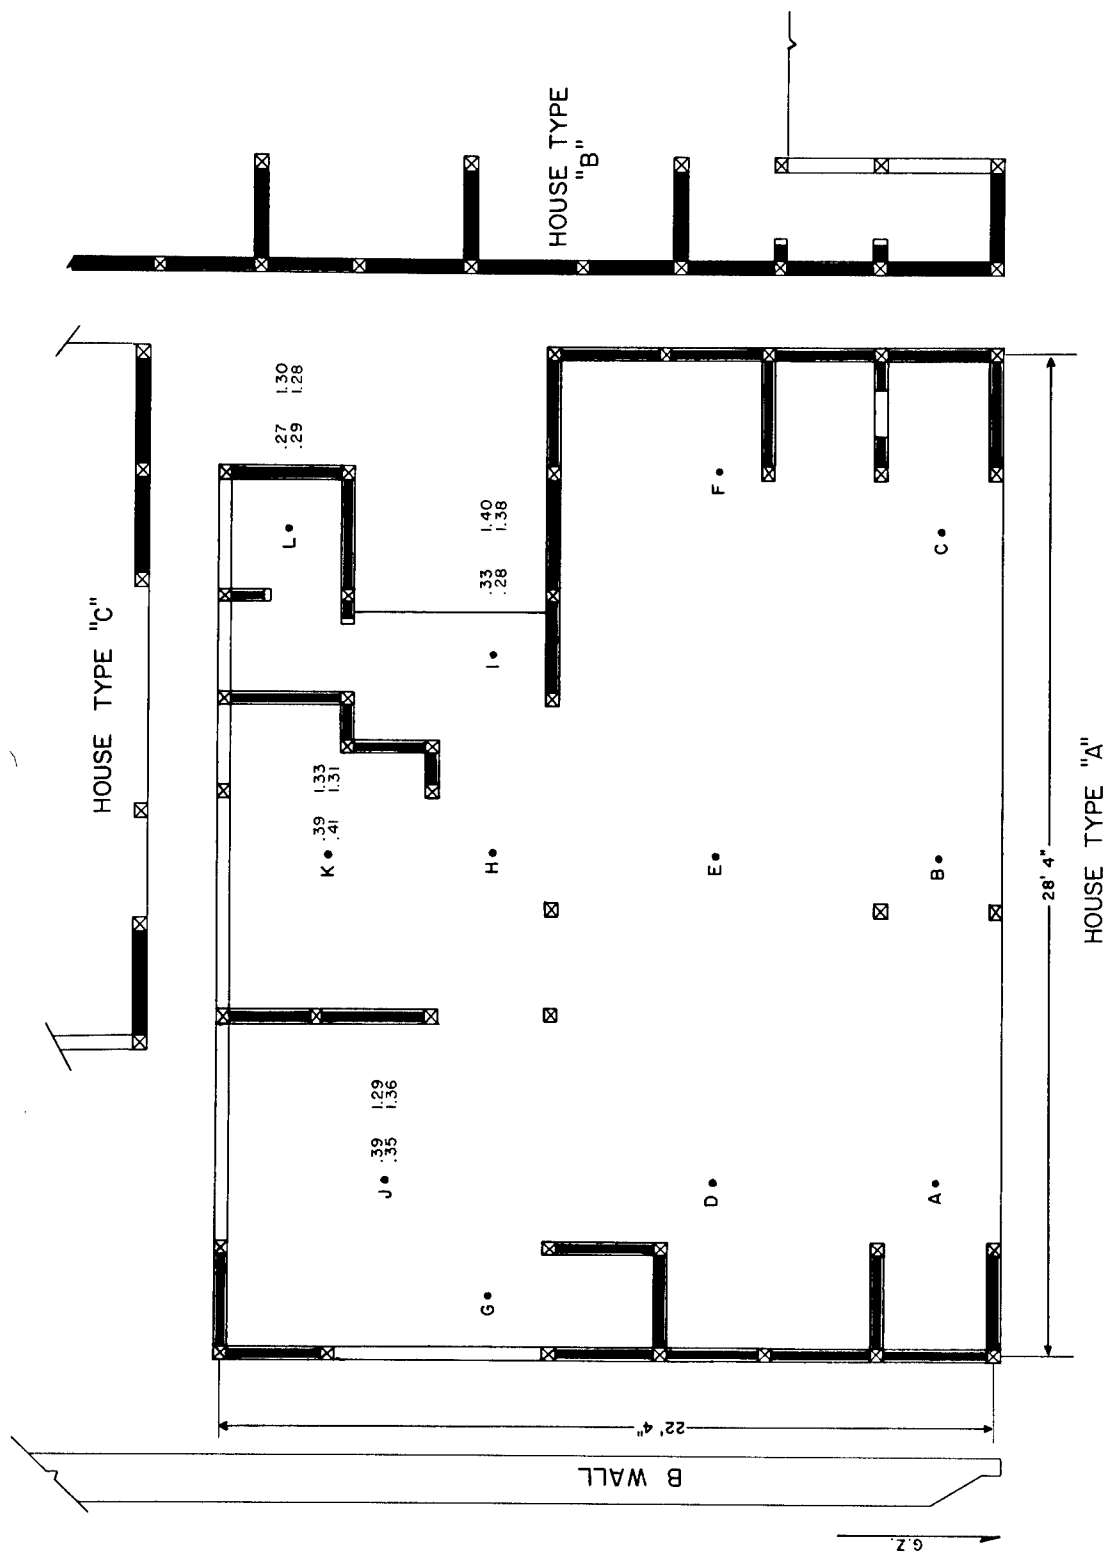 HOUSE TYPE
"B"
HOUSE TYPE "C"
.27 1.30
.29 1.28
L
.33 1.40
.28 1.38
I
F
C
.39 1.33
.41 1.31
K
H
E
B
.39 1.29
.35 1.36
J
D
A
G
28' 4"
HOUSE TYPE "A"
22' 4"
B WALL
G.Z.